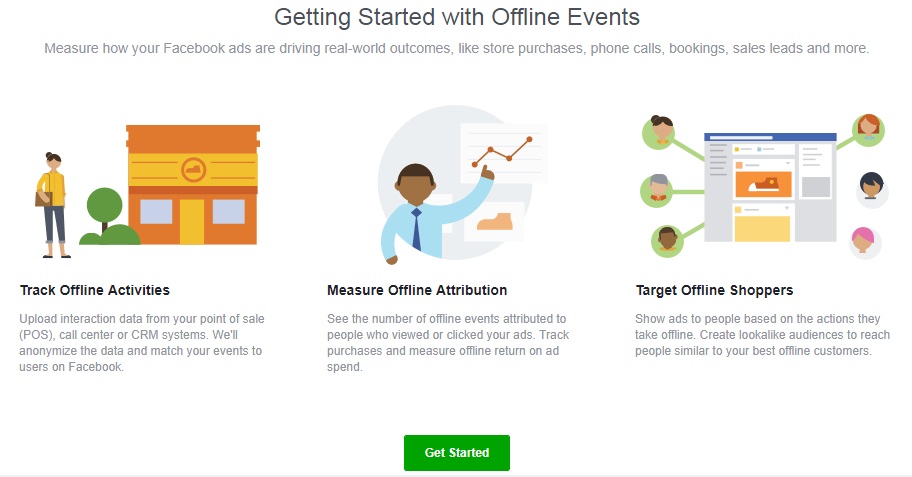 Getting Started with Offline Events
Measure how your Facebook ads are driving real-world outcomes, like store purchases, phone calls, bookings, sales leads and more.
Track Offline Activities
Upload interaction data from your point of sale
(POS), call center or CRM systems. We'll
anonymize the data and match your events to
users on Facebook.
Measure Offline Attribution
See the number of offline events attributed to
people who viewed or clicked your ads. Track
purchases and measure offline return on ad
spend.
Target Offline Shoppers
Show ads to people based on the actions they
take offline. Create lookalike audiences to reach
people similar to your best offline customers.
Get Started